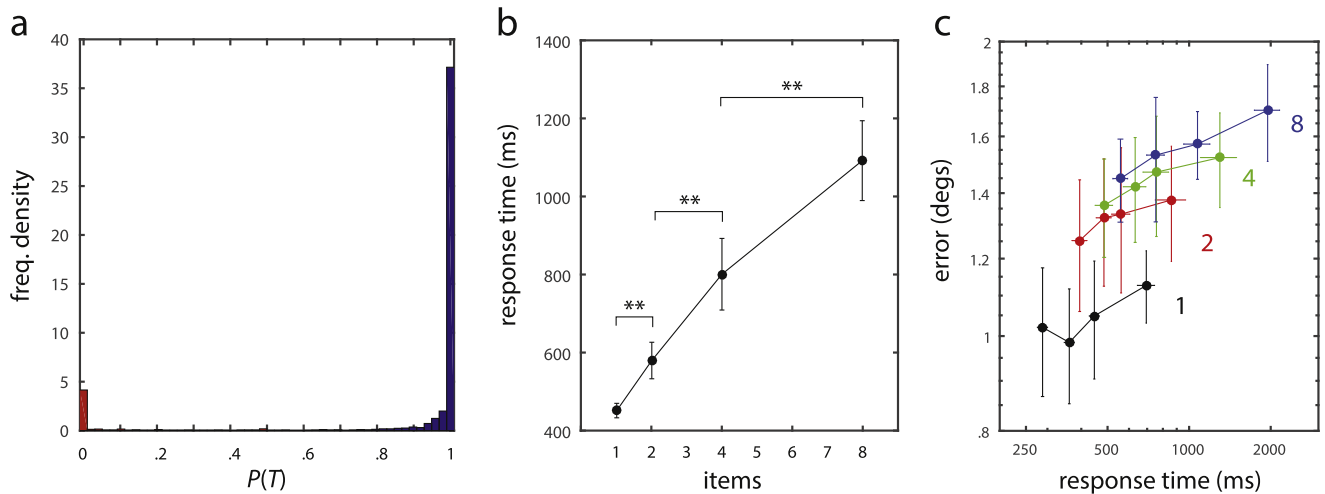 a
40
35
30
25
20
15
10
5
0
freq. density
0 .2 .4 .6 .8 1
P(T)
b
1400
1200
1000
800
600
400
response time (ms)
**
**
**
1 2 3 4 5 6 7 8
items
c
2
1.8
1.6
1.4
1.2
1
.8
error (degs)
8
4
2
1
250 500 1000 2000
response time (ms)